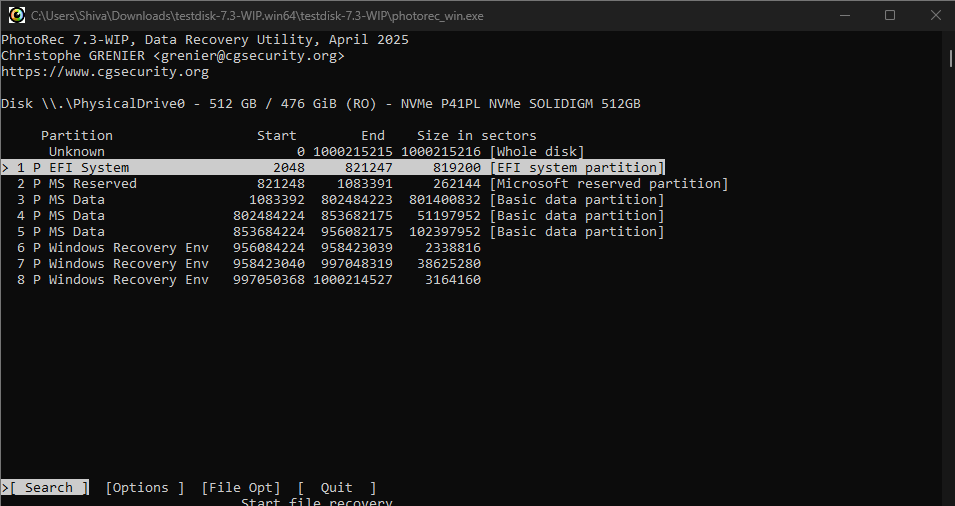 C:\Users\Shiva\Downloads\testdisk-7.3-WIP.win64\testdisk-7.3-WIP\photorec_win.exe
PhotoRec 7.3-WIP, Data Recovery Utility, April 2025
Christophe GRENIER <grenier@cgsecurity.org>
https://www.cgsecurity.org
Disk \\.\PhysicalDrive0 - 512 GB / 476 GiB (RO) - NVMe P41PL NVMe SOLIDIGM 512GB
     Partition                  Start        End    Size in sectors
      Unknown                        0 1000215215 1000215216 [Whole disk]
> 1 P EFI System                  2048     821247     819200 [EFI system partition]
  2 P MS Reserved               821248    1083391     262144 [Microsoft reserved partition]
  3 P MS Data                  1083392  802484223  801400832 [Basic data partition]
  4 P MS Data                802484224  853682175   51197952 [Basic data partition]
  5 P MS Data                853684224  956082175  102397952 [Basic data partition]
  6 P Windows Recovery Env   956084224  958423039    2338816
  7 P Windows Recovery Env   958423040  997048319   38625280
  8 P Windows Recovery Env   997050368 1000214527    3164160
>[ Search ]  [Options ]  [File Opt]  [  Quit  ]
                              Start file recovery